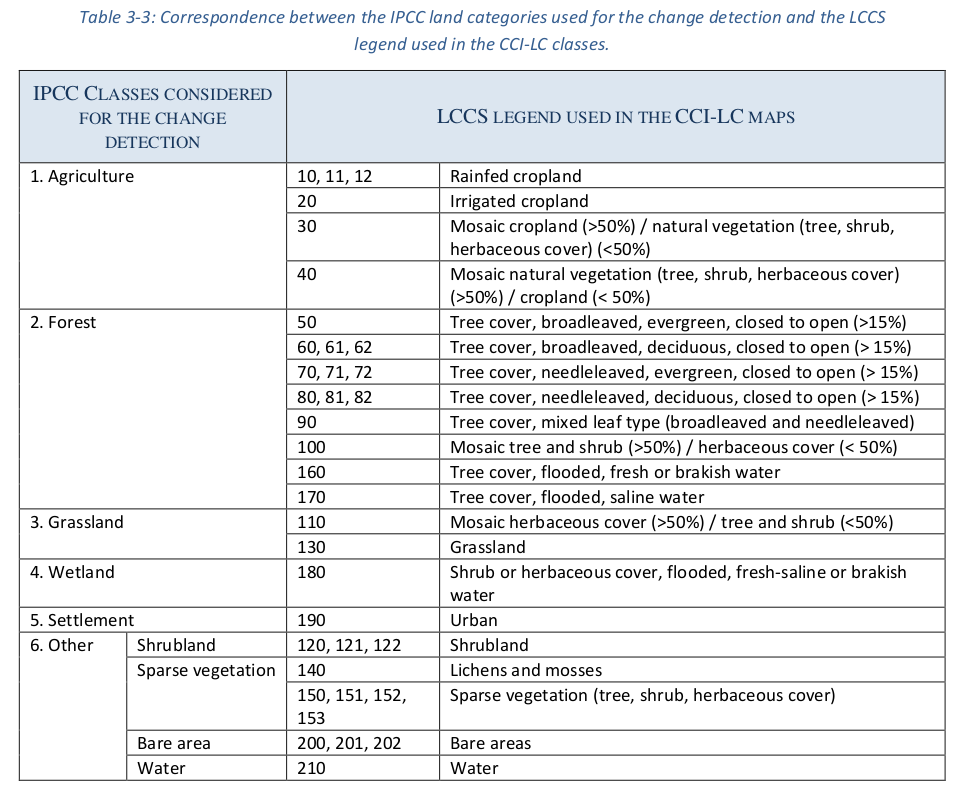 Table 3-3: Correspondence between the IPCC land categories used for the change detection and the LCCS
legend used in the CCI-LC classes.
IPCC CLASSES CONSIDERED
FOR THE CHANGE
DETECTION
LCCS LEGEND USED IN THE CCI-LC MAPS
1. Agriculture
10, 11, 12
Rainfed cropland
20
Irrigated cropland
30
Mosaic cropland (>50%) / natural vegetation (tree, shrub,
herbaceous cover) (<50%)
40
Mosaic natural vegetation (tree, shrub, herbaceous cover)
(>50%) / cropland (< 50%)
2. Forest
50
Tree cover, broadleaved, evergreen, closed to open (>15%)
60, 61, 62
Tree cover, broadleaved, deciduous, closed to open (> 15%)
70, 71, 72
Tree cover, needleleaved, evergreen, closed to open (> 15%)
80, 81, 82
Tree cover, needleleaved, deciduous, closed to open (> 15%)
90
Tree cover, mixed leaf type (broadleaved and needleleaved)
100
Mosaic tree and shrub (>50%) / herbaceous cover (< 50%)
160
Tree cover, flooded, fresh or brakish water
170
Tree cover, flooded, saline water
3. Grassland
110
Mosaic herbaceous cover (>50%) / tree and shrub (<50%)
130
Grassland
4. Wetland
180
Shrub or herbaceous cover, flooded, fresh-saline or brakish
water
5. Settlement
190
Urban
6. Other
Shrubland
120, 121, 122
Shrubland
Sparse vegetation
140
Lichens and mosses
150, 151, 152,
153
Sparse vegetation (tree, shrub, herbaceous cover)
Bare area
200, 201, 202
Bare areas
Water
210
Water